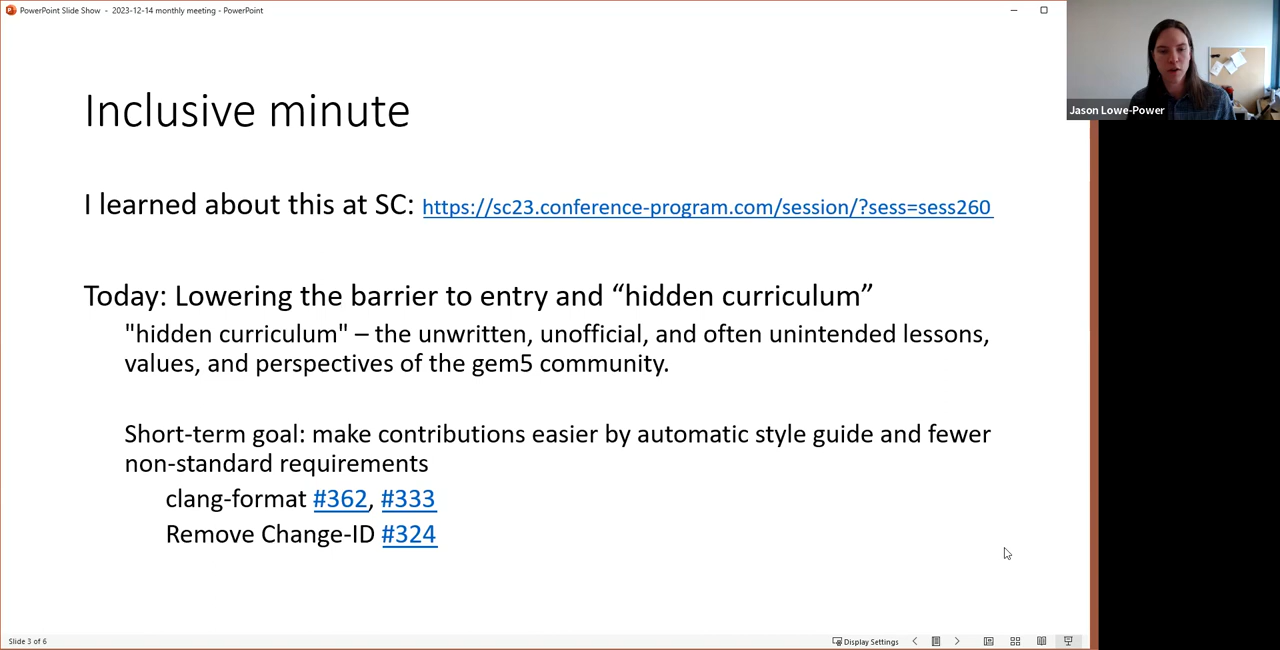 PowerPoint Slide Show - 2023-12-14 monthly meeting - PowerPoint
Jason Lowe-Power
Inclusive minute
I learned about this at SC: https://sc23.conference-program.com/session/?sess=sess260
Today: Lowering the barrier to entry and “hidden curriculum”
"hidden curriculum" – the unwritten, unofficial, and often unintended lessons,
values, and perspectives of the gem5 community.
Short-term goal: make contributions easier by automatic style guide and fewer
non-standard requirements
clang-format #362, #333
Remove Change-ID #324
Slide 3 of 6
Display Settings